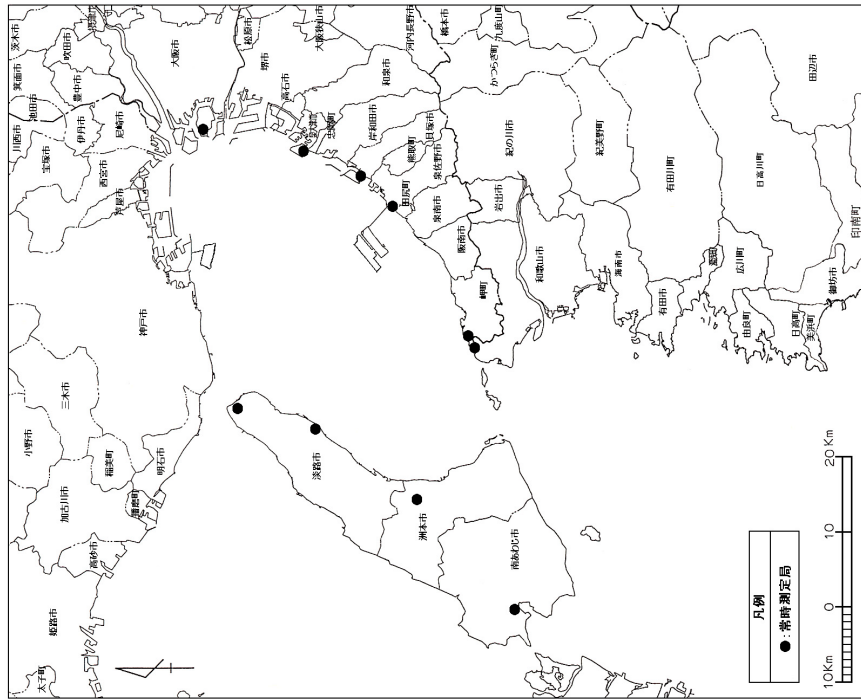 茨木市
摂津市
箕面市
吹田市
池田市
豊中市
川西市
伊丹市
尼崎市
宝塚市
西宮市
芦屋市
神戸市
三木市
小野市
稲美町
明石市
加古川市
播磨町
高砂市
姫路市
太子町
大阪市
松原市
堺市
大阪狭山市
高石市
和泉市
河内長野市
忠岡町
岸和田市
貝塚市
熊取町
泉佐野市
田尻町
泉南市
阪南市
岬町
橋本市
九度山町
かつらぎ町
紀の川市
岩出市
和歌山市
紀美野町
海南市
有田川町
有田市
湯浅町
広川町
由良町
日高川町
日高町
美浜町
御坊市
印南町
田辺市
淡路市
洲本市
南あわじ市
凡例
●:常時測定局
10Km 0 10 20Km